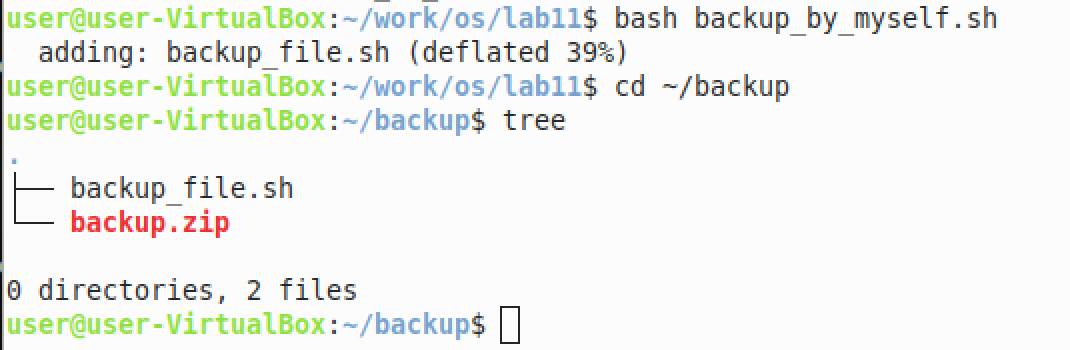 user@user-VirtualBox:~/work/os/lab11$ bash backup_by_myself.sh
  adding: backup_file.sh (deflated 39%)
user@user-VirtualBox:~/work/os/lab11$ cd ~/backup
user@user-VirtualBox:~/backup$ tree
.
├── backup_file.sh
└── backup.zip

0 directories, 2 files
user@user-VirtualBox:~/backup$